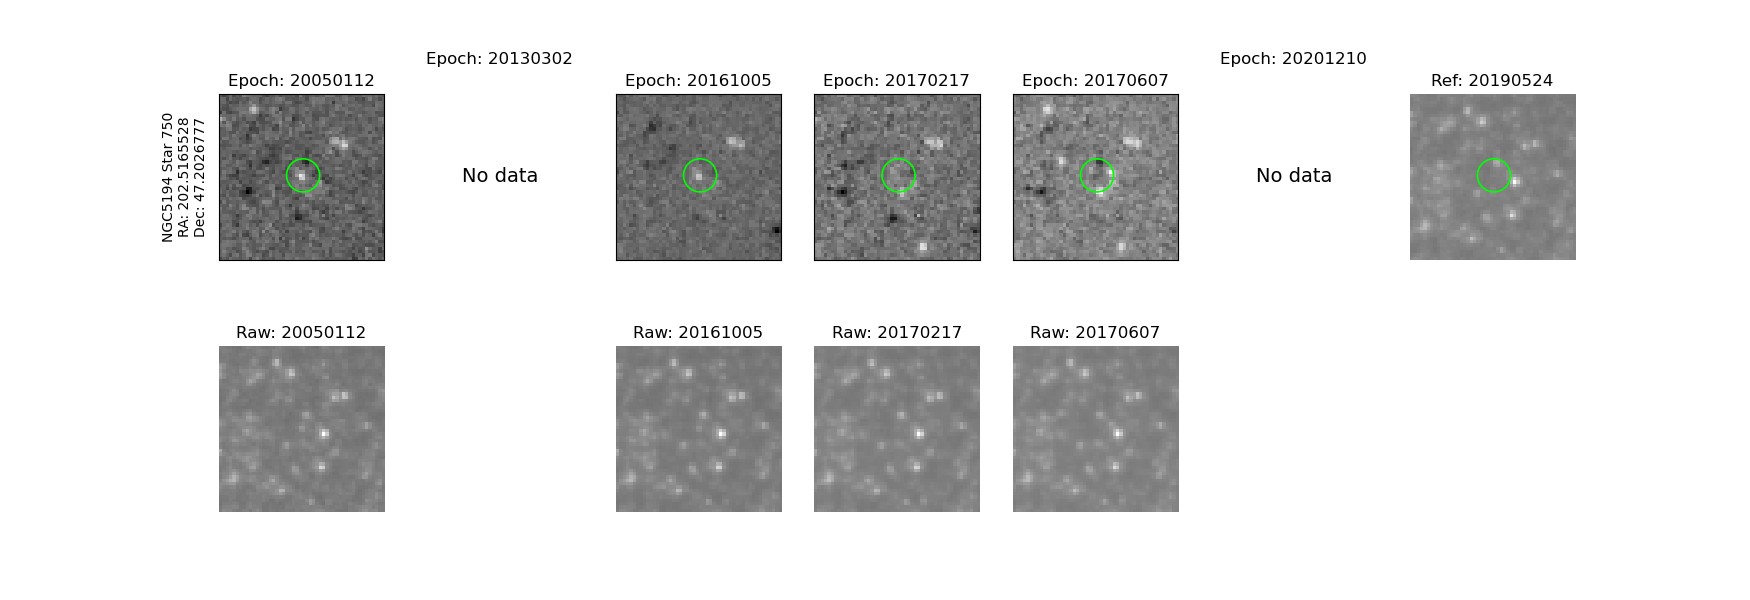 Epoch: 20130302
Epoch: 20201210
Epoch: 20050112
Epoch: 20161005
Epoch: 20170217
Epoch: 20170607
Ref: 20190524
NGC5194 Star 750
RA: 202.5165528
Dec: 47.2026777
No data
No data
Raw: 20050112
Raw: 20161005
Raw: 20170217
Raw: 20170607